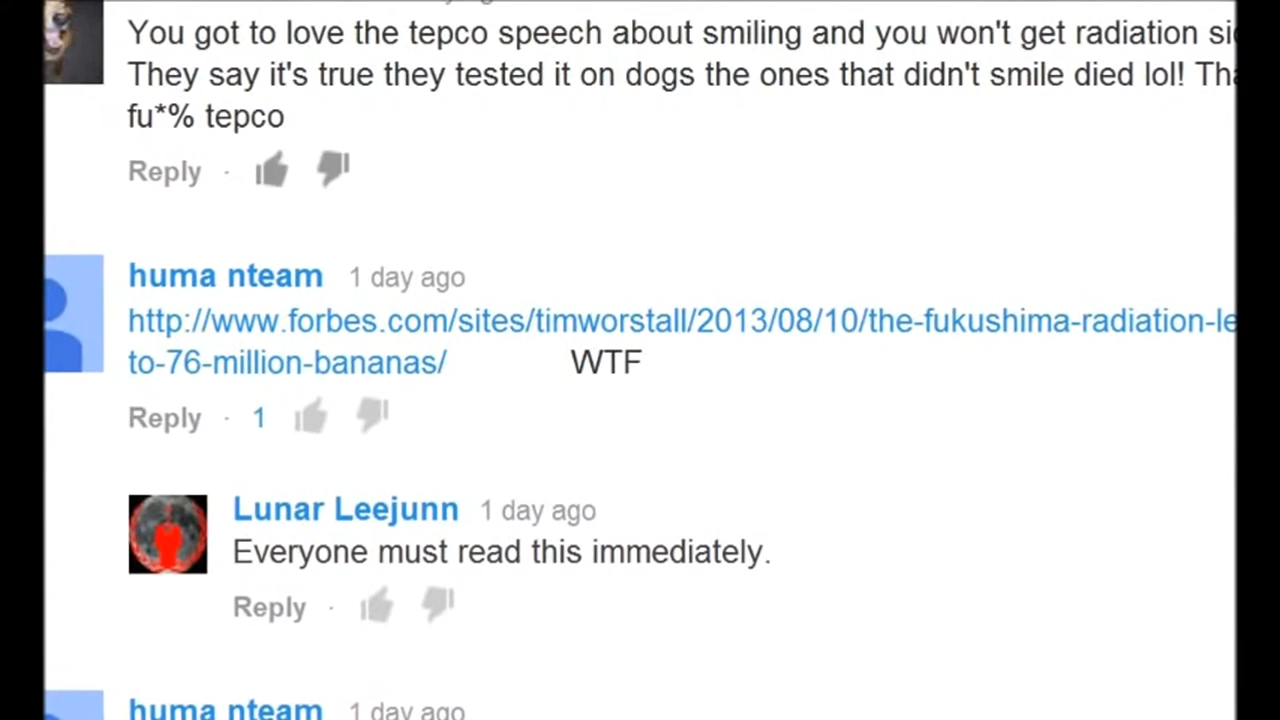 You got to love the tepco speech about smiling and you won't get radiation
They say it's true they tested it on dogs the ones that didn't smile died lol!
fu*% tepco
Reply ·
huma nteam 1 day ago
http://www.forbes.com/sites/timworstall/2013/08/10/the-fukushima-radiation-le
to-76-million-bananas/ WTF
Reply · 1
Lunar Leejunn 1 day ago
Everyone must read this immediately.
Reply ·
huma nteam 1 day ago